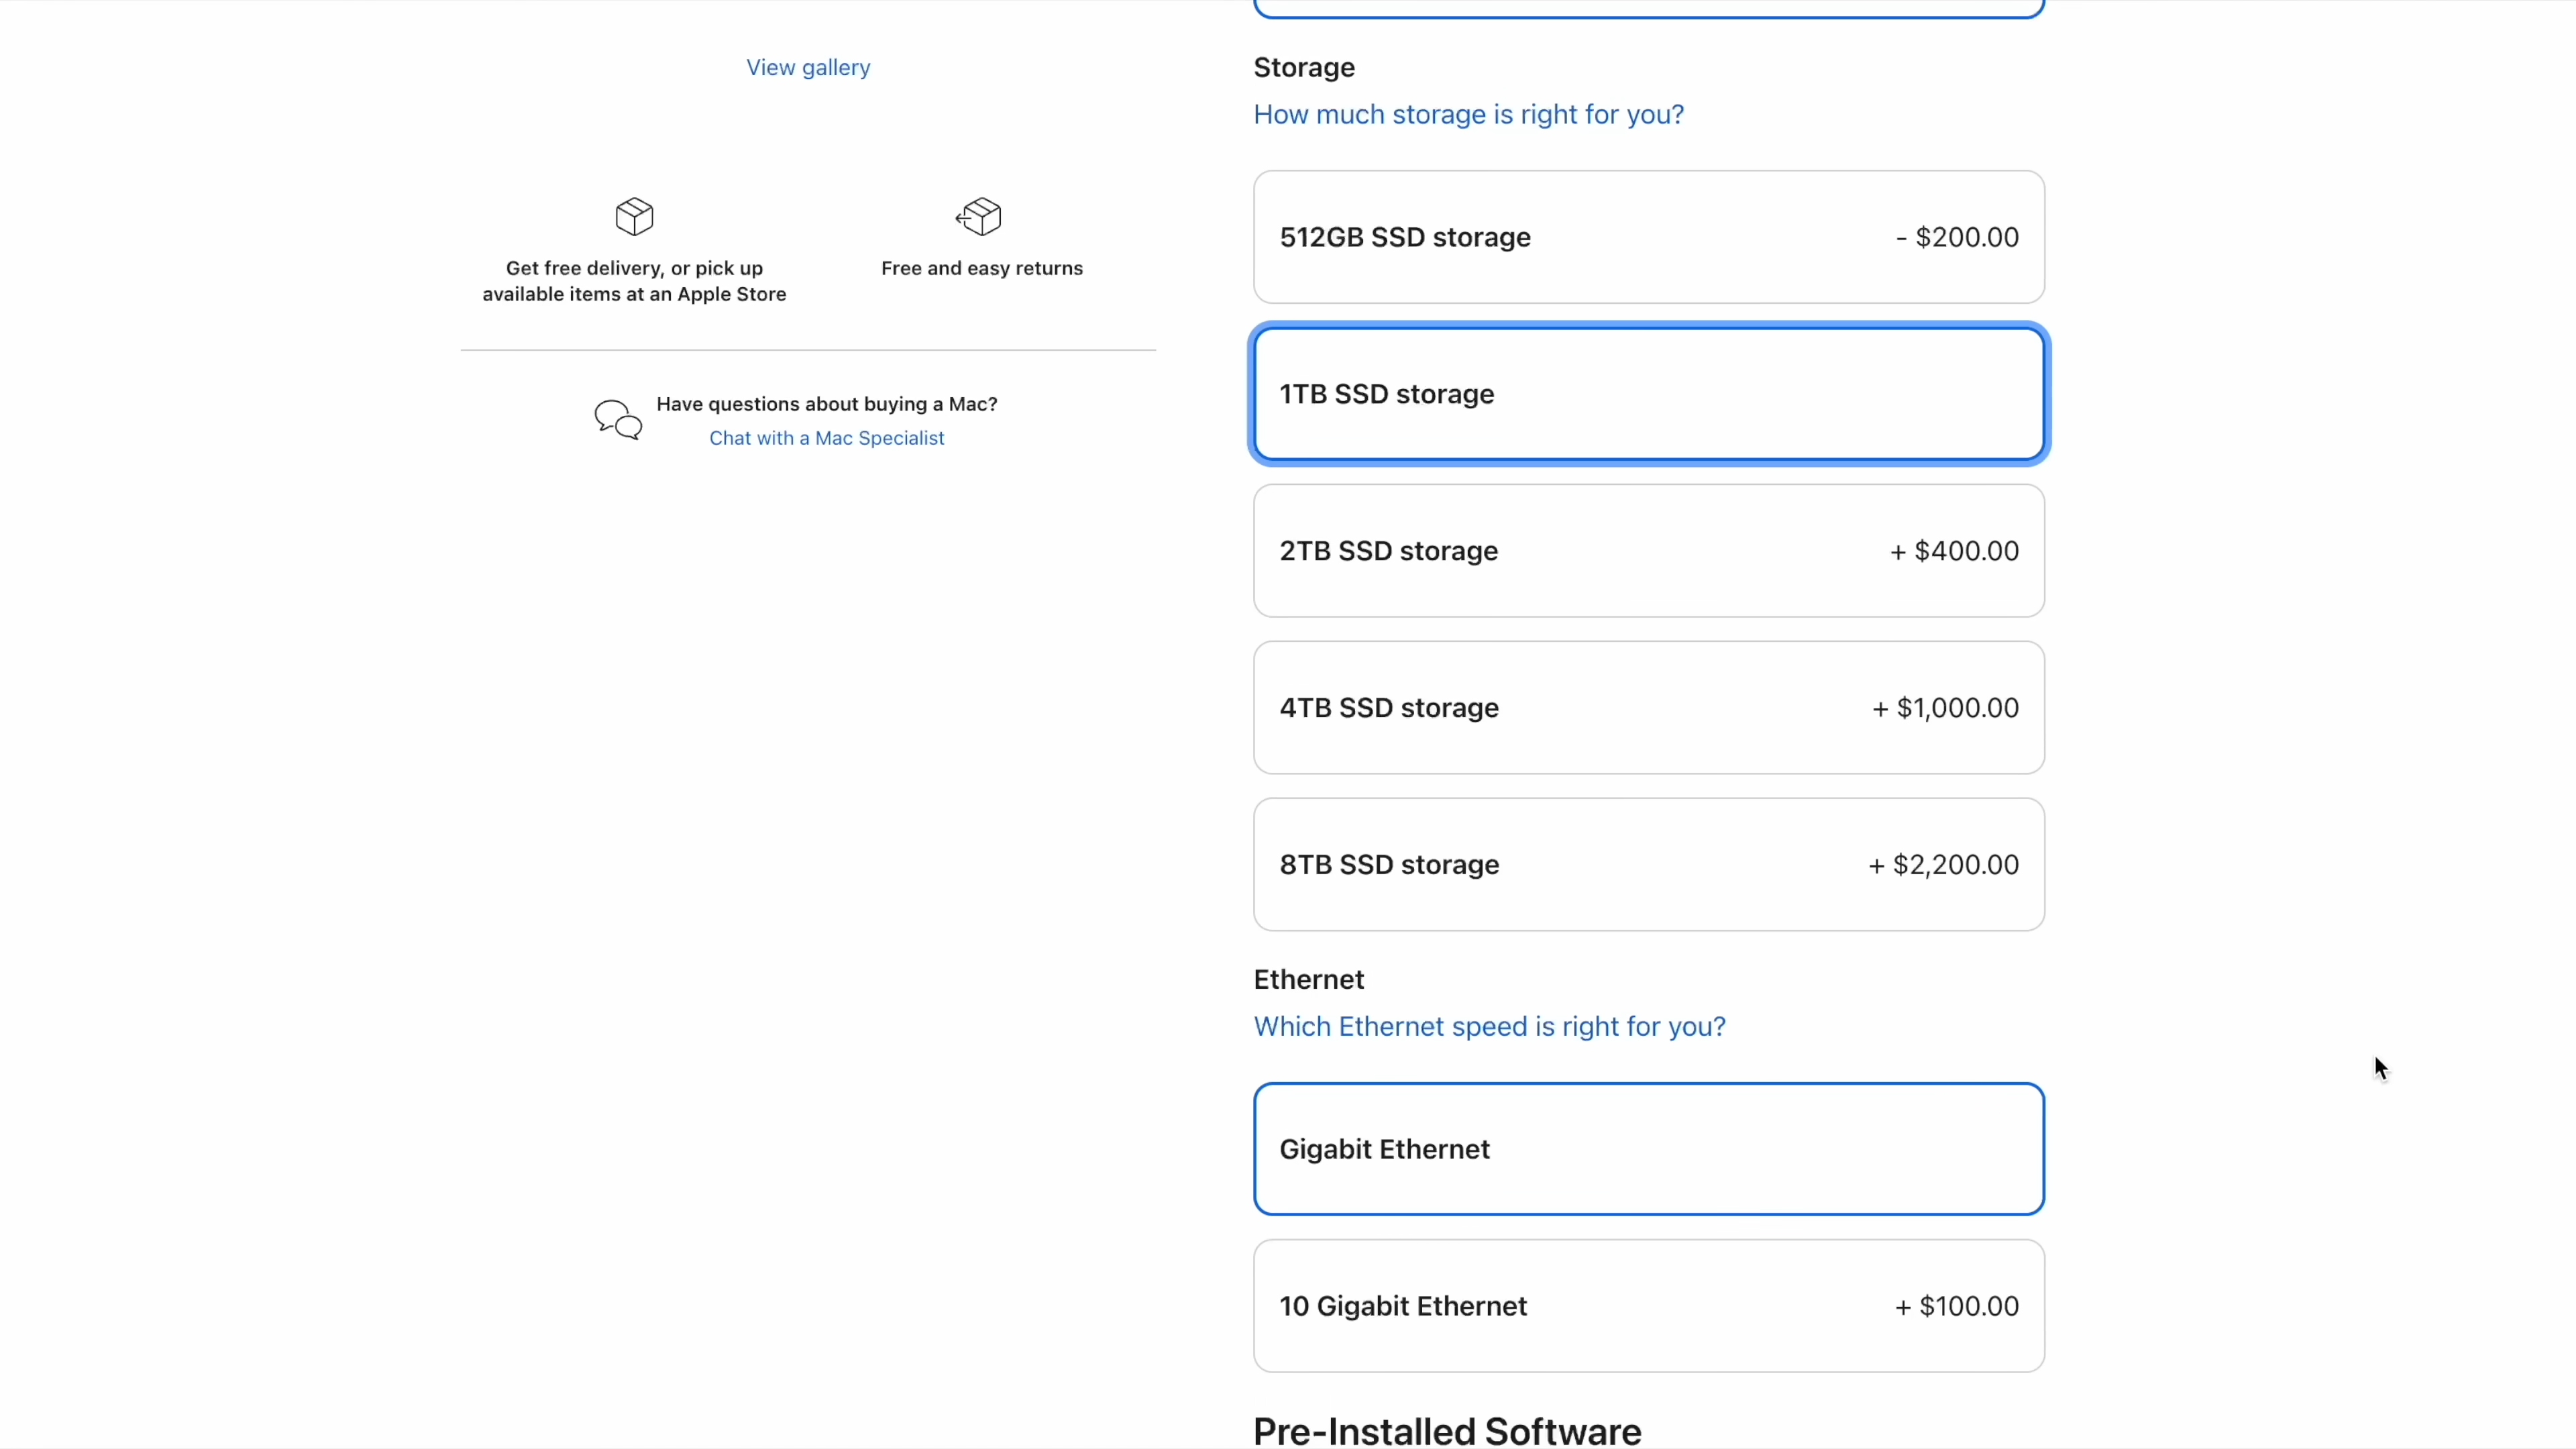 View gallery
Get free delivery, or pick up
available items at an Apple Store
Free and easy returns
Have questions about buying a Mac?
Chat with a Mac Specialist
Storage
How much storage is right for you?
512GB SSD storage - $200.00
1TB SSD storage
2TB SSD storage + $400.00
4TB SSD storage + $1,000.00
8TB SSD storage + $2,200.00
Ethernet
Which Ethernet speed is right for you?
Gigabit Ethernet
10 Gigabit Ethernet + $100.00
Pre-Installed Software